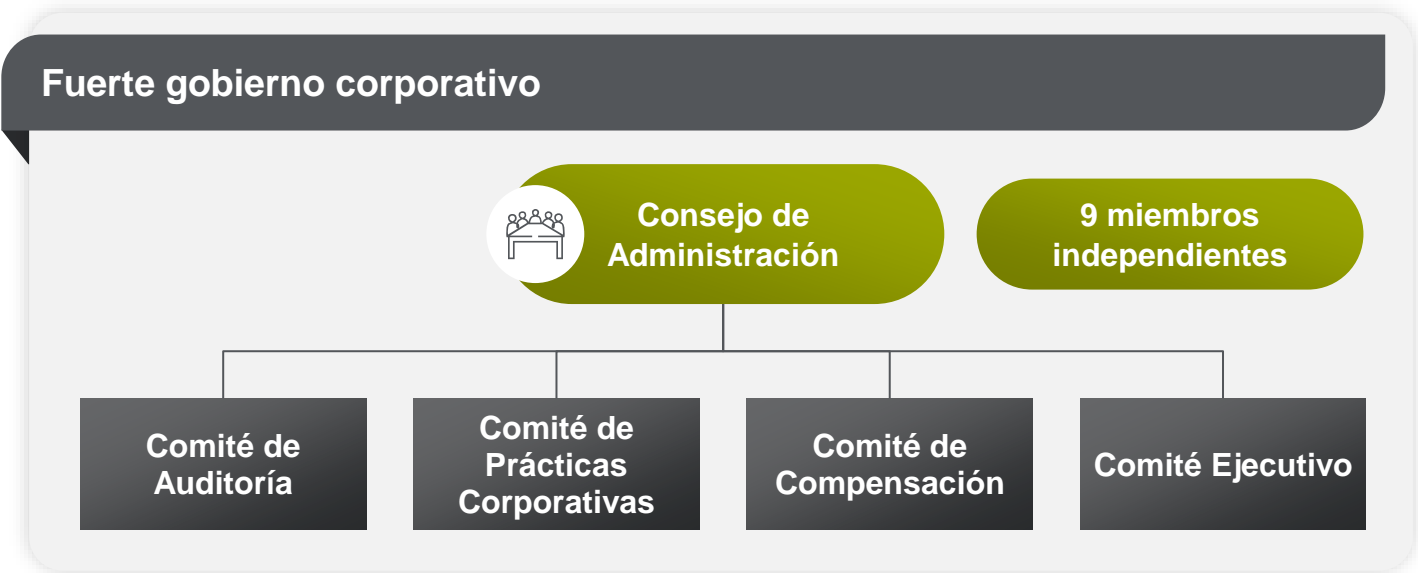 Fuerte gobierno corporativo
Consejo de
Administración
9 miembros
independientes
Comité de
Auditoría
Comité de
Prácticas
Corporativas
Comité de
Compensación
Comité Ejecutivo